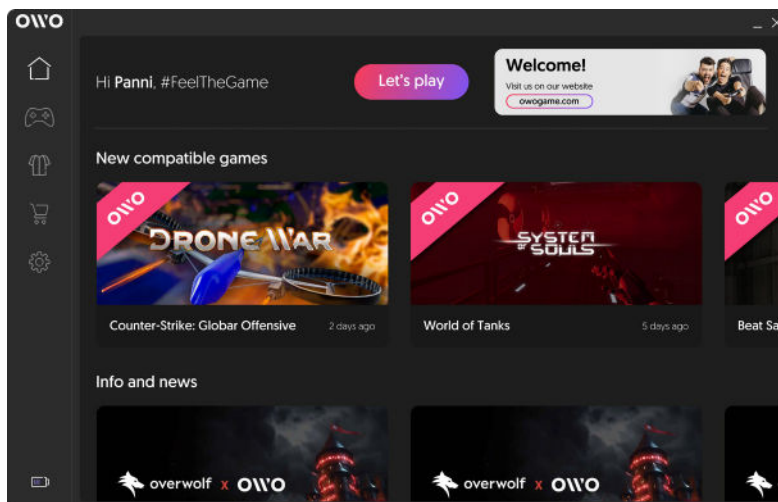 OWO
Hi Panni, #FeelTheGame
Let's play
Welcome!
Visit us on our website
owogame.com
New compatible games
OWO
DRONE WAR
Counter-Strike: Globar Offensive
2 days ago
OWO
SYSTEM
OF
SOULS
World of Tanks
5 days ago
OWO
Beat Sa
Info and news
overwolf x OWO
overwolf x OWO